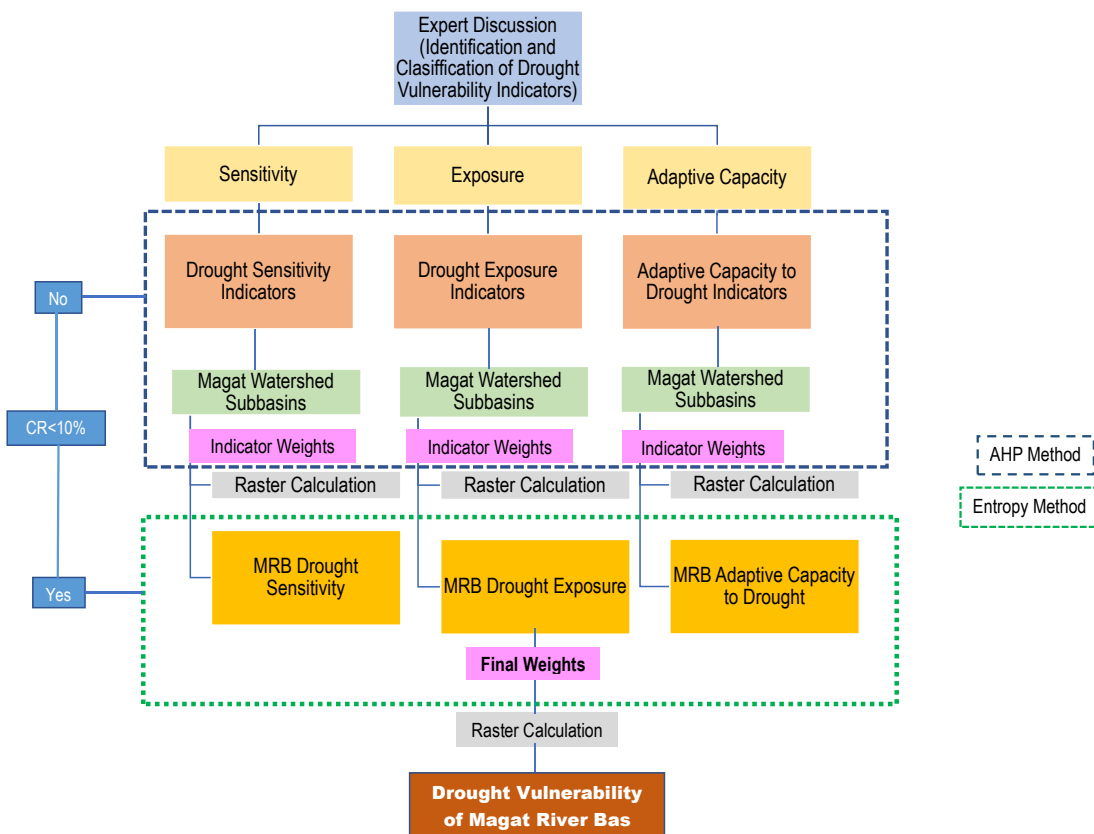 Expert Discussion
(Identification and
Clasiffication of Drought
Vulnerability Indicators)
Sensitivity
Exposure
Adaptive Capacity
Drought Sensitivity
Indicators
Drought Exposure
Indicators
Adaptive Capacity to
Drought Indicators
No
Magat Watershed
Subbasins
Magat Watershed
Subbasins
Magat Watershed
Subbasins
CR<10%
Indicator Weights
Indicator Weights
Indicator Weights
AHP Method
Raster Calculation
Raster Calculation
Raster Calculation
Entropy Method
MRB Drought
Sensitivity
MRB Drought Exposure
MRB Adaptive Capacity
to Drought
Yes
Final Weights
Raster Calculation
Drought Vulnerability
of Magat River Bas